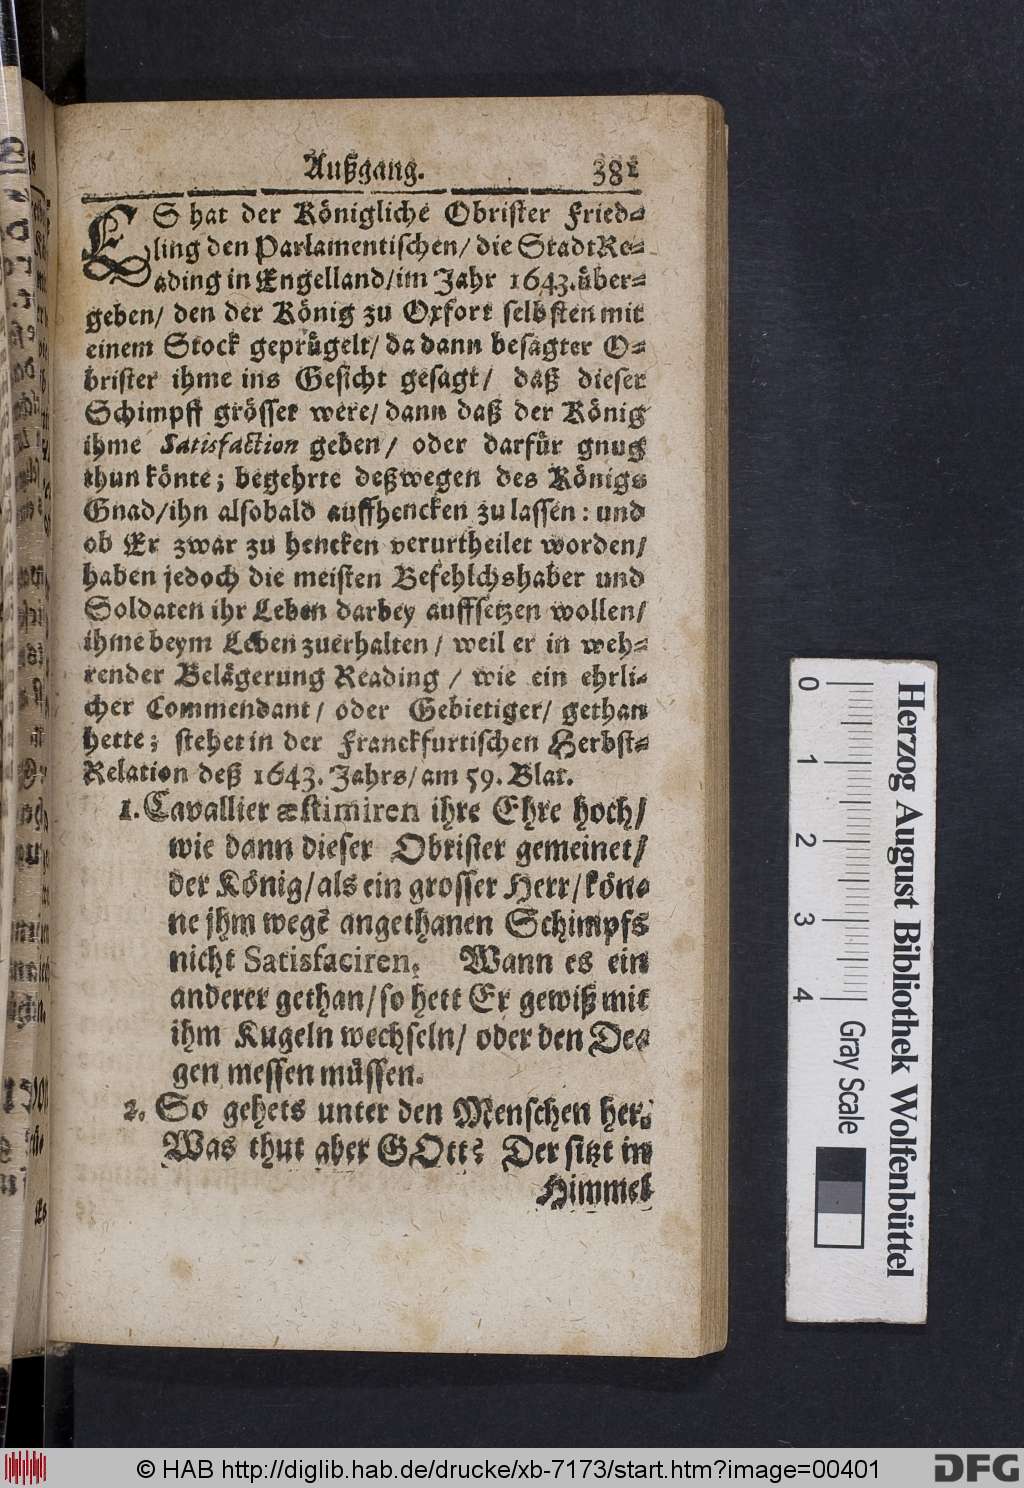 Außgang. 381
ES hat der Königliche Obrister Fried-
ling den Parlamentischen/ die Stadt Re-
ading in Engelland/im Jahr 1643. über-
geben/ den der König zu Oxfort selbsten mit
einem Stock geprügelt/ da dann besagter O-
brister ihme ins Gesicht gesagt/ daß dieser
Schimpff grösser were/ dann daß der König
ihme Satisfaction geben/ oder darfür gnug
thun könte; begehrte deßwegen des Königs
Gnad/ihn alsobald auffhencken zu lassen: und
ob Er zwar zu hencken verurtheilet worden/
haben jedoch die meisten Befehlchshaber und
Soldaten ihr Leben darbey auffsetzen wollen/
ihme beym Leben zuerhalten/ weil er in weh-
render Belägerung Reading/ wie ein ehrli-
cher Commendant/ oder Gebietiger/ gethan
hette; stehet in der Franckfurtischen Herbst-
Relation deß 1643. Jahrs/ am 59. Blat.
1. Cavallier æstimiren ihre Ehre hoch/
wie dann dieser Obrister gemeinet/
der König/als ein grosser Herr/kön-
ne jhm wegē angethanen Schimpfs
nicht Satisfaciren. Wann es ein
anderer gethan/so hett Er gewiß mit
ihm Kugeln wechseln/ oder den De-
gen messen müssen.
2. So gehets unter den Menschen her.
Was thut aber GOtt? Der sitzt im
Himmel
0 1 2 3 4
Gray Scale
Herzog August Bibliothek Wolfenbüttel
© HAB http://diglib.hab.de/drucke/xb-7173/start.htm?image=00401
DFG